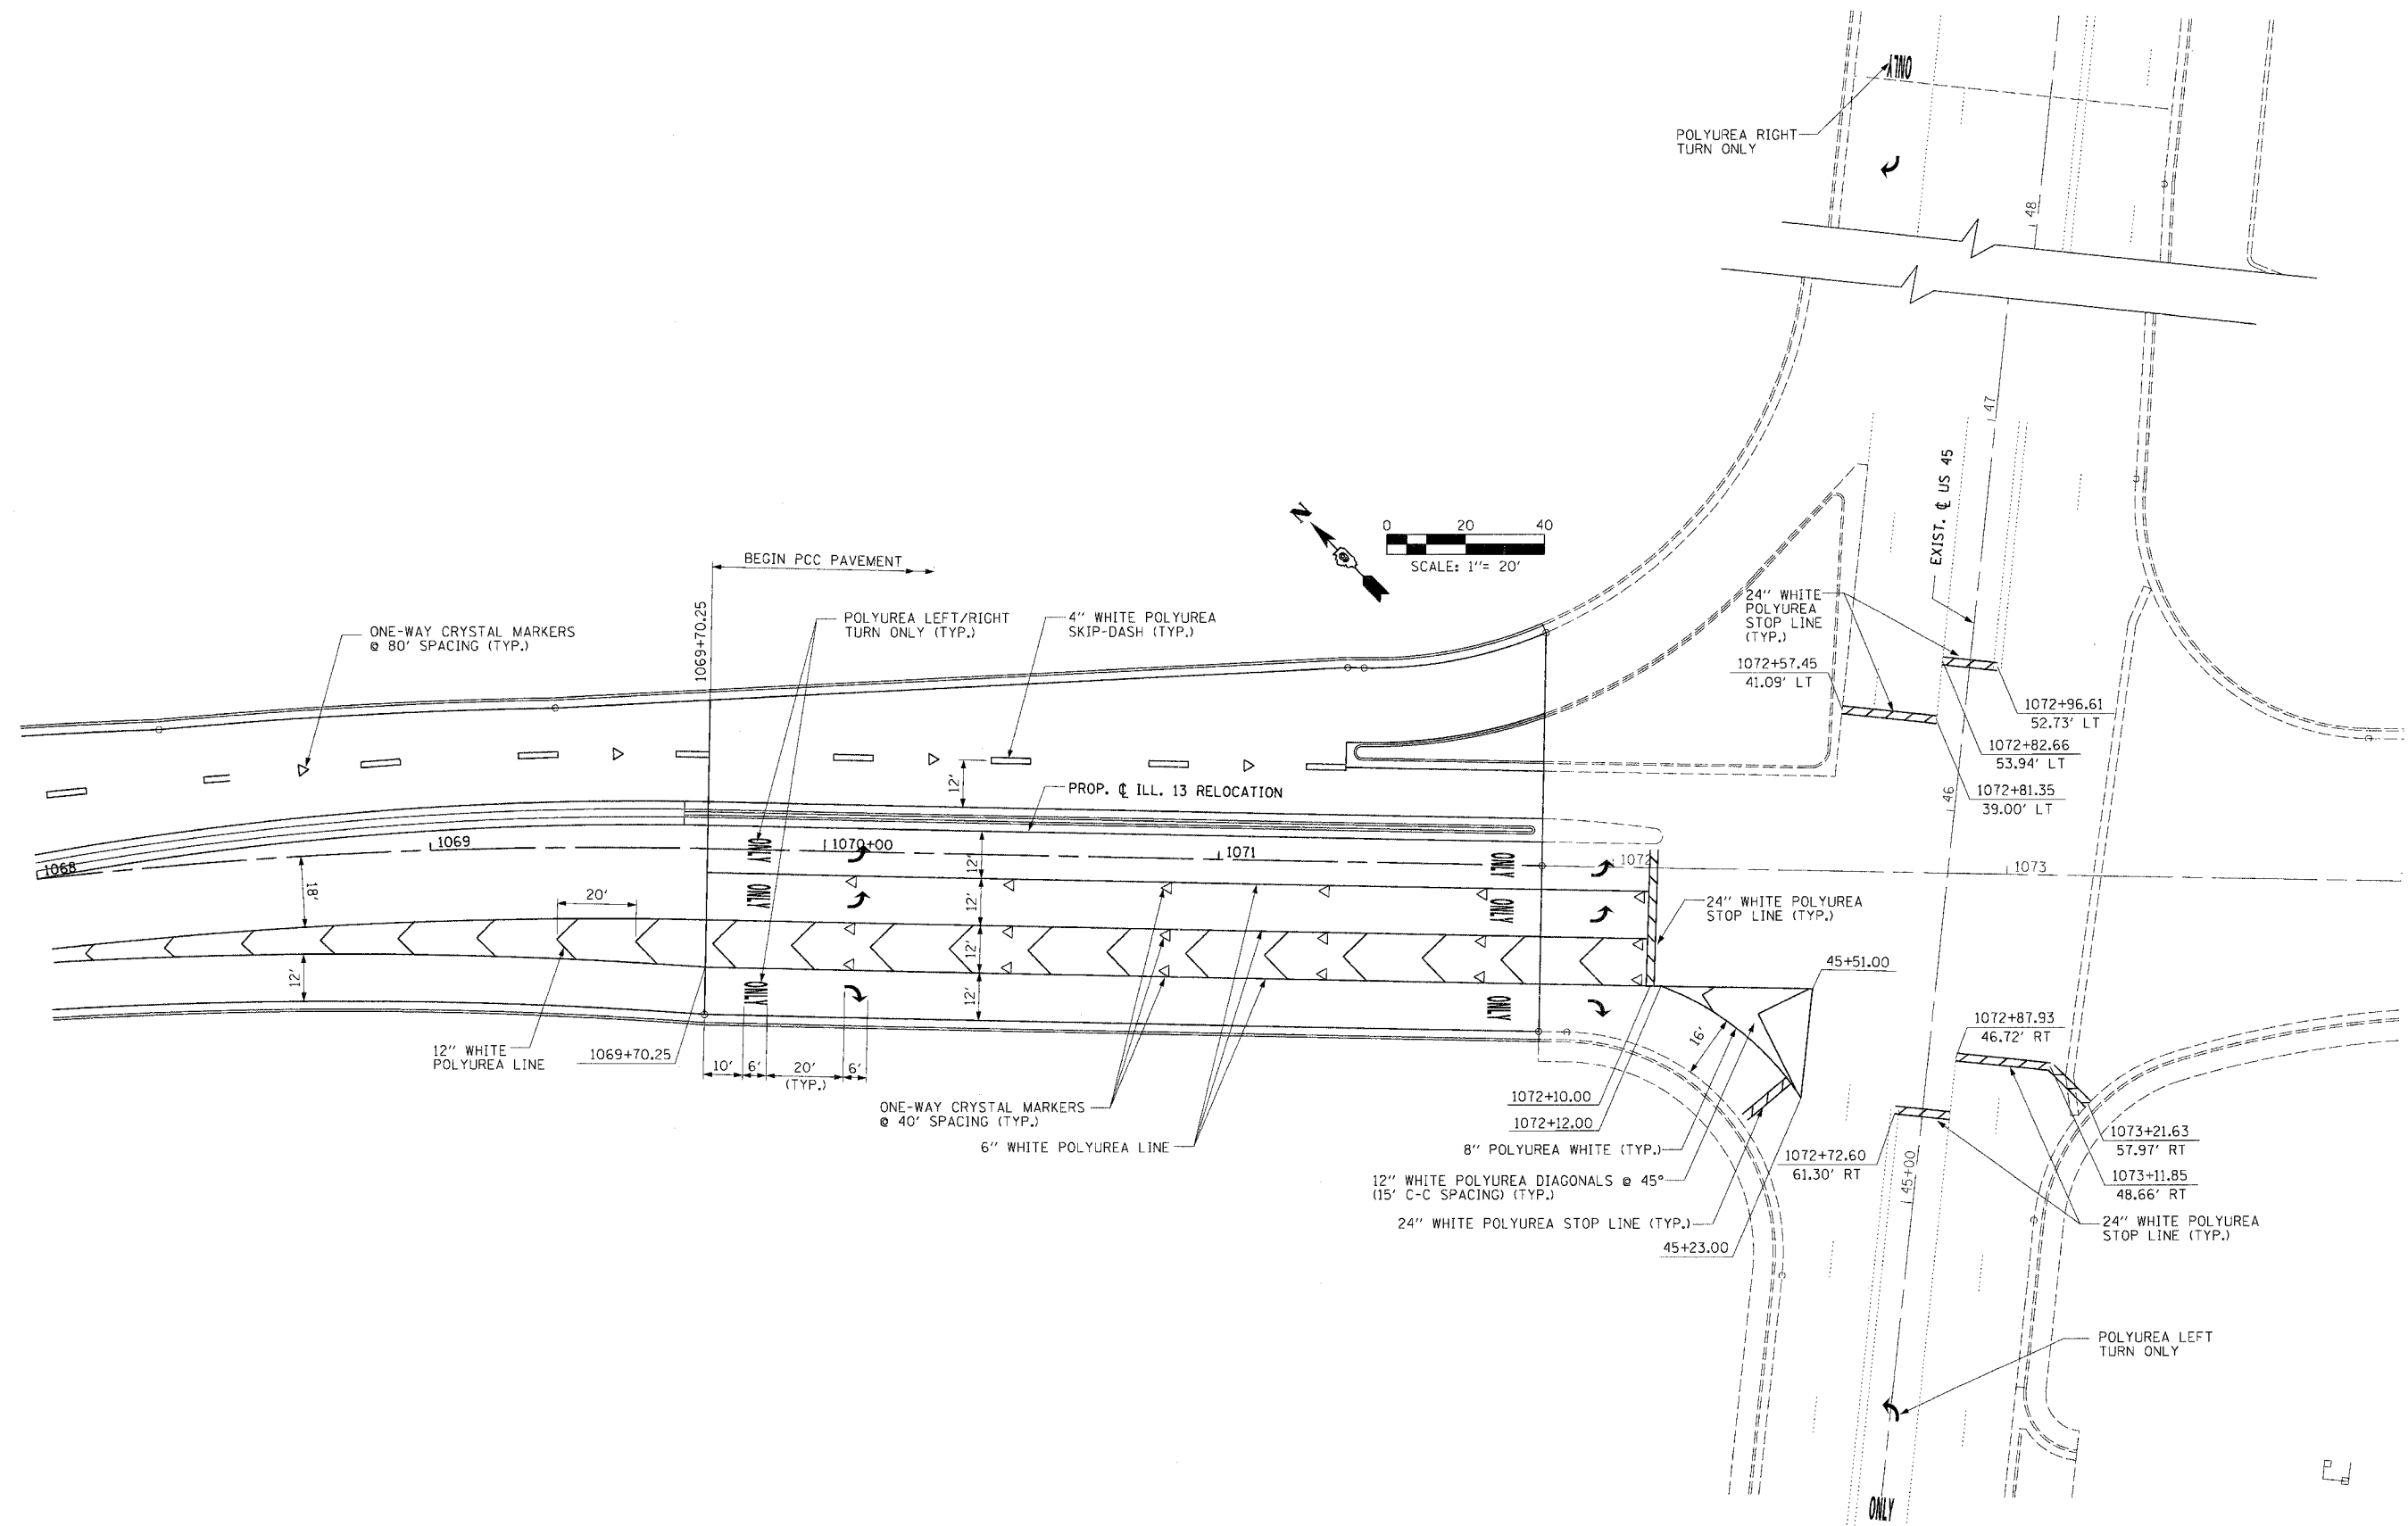 ONLY
POLYUREA RIGHT
TURN ONLY
48
47
EXIST. ℄ US 45
N
0 20 40
SCALE: 1"= 20'
BEGIN PCC PAVEMENT
1069+70.25
ONE-WAY CRYSTAL MARKERS
@ 80' SPACING (TYP.)
POLYUREA LEFT/RIGHT
TURN ONLY (TYP.)
4" WHITE POLYUREA
SKIP-DASH (TYP.)
24" WHITE
POLYUREA
STOP LINE
(TYP.)
1072+57.45
41.09' LT
1072+96.61
52.73' LT
1072+82.66
53.94' LT
1072+81.35
39.00' LT
46
12'
PROP. ℄ ILL. 13 RELOCATION
1068
1069
1070+00
1071
1072
1073
ONLY
ONLY
ONLY
ONLY
ONLY
ONLY
18'
20'
12'
12'
12'
12'
12'
24" WHITE POLYUREA
STOP LINE (TYP.)
45+51.00
12" WHITE
POLYUREA LINE
1069+70.25
10' 6' 20' 6'
(TYP.)
ONE-WAY CRYSTAL MARKERS
@ 40' SPACING (TYP.)
6" WHITE POLYUREA LINE
16'
1072+10.00
1072+12.00
8" POLYUREA WHITE (TYP.)
12" WHITE POLYUREA DIAGONALS @ 45°
(15' C-C SPACING) (TYP.)
24" WHITE POLYUREA STOP LINE (TYP.)
45+23.00
1072+87.93
46.72' RT
1072+72.60
61.30' RT
45+00
1073+21.63
57.97' RT
1073+11.85
48.66' RT
24" WHITE POLYUREA
STOP LINE (TYP.)
POLYUREA LEFT
TURN ONLY
ONLY